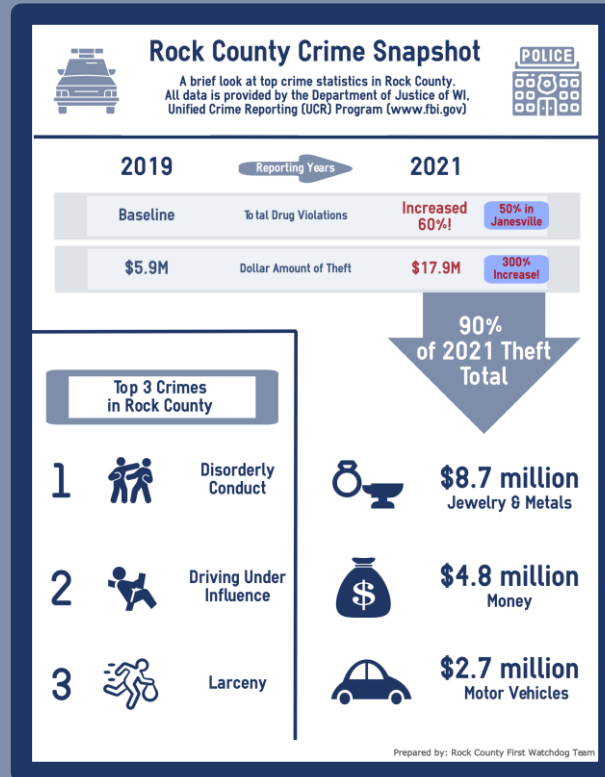 Rock County Crime Snapshot
A brief look at top crime statistics in Rock County.
All data is provided by the Department of Justice of WI,
Unified Crime Reporting (UCR) Program (www.fbi.gov)
POLICE
2019
Reporting Years
2021
Baseline
Total Drug Violations
Increased
60%!
50% in
Janesville
$5.9M
Dollar Amount of Theft
$17.9M
300%
Increase!
90%
of 2021 Theft
Total
Top 3 Crimes
in Rock County
1
Disorderly
Conduct
2
Driving Under
Influence
3
Larceny
$8.7 million
Jewelry & Metals
$
$4.8 million
Money
$2.7 million
Motor Vehicles
Prepared by: Rock County First Watchdog Team